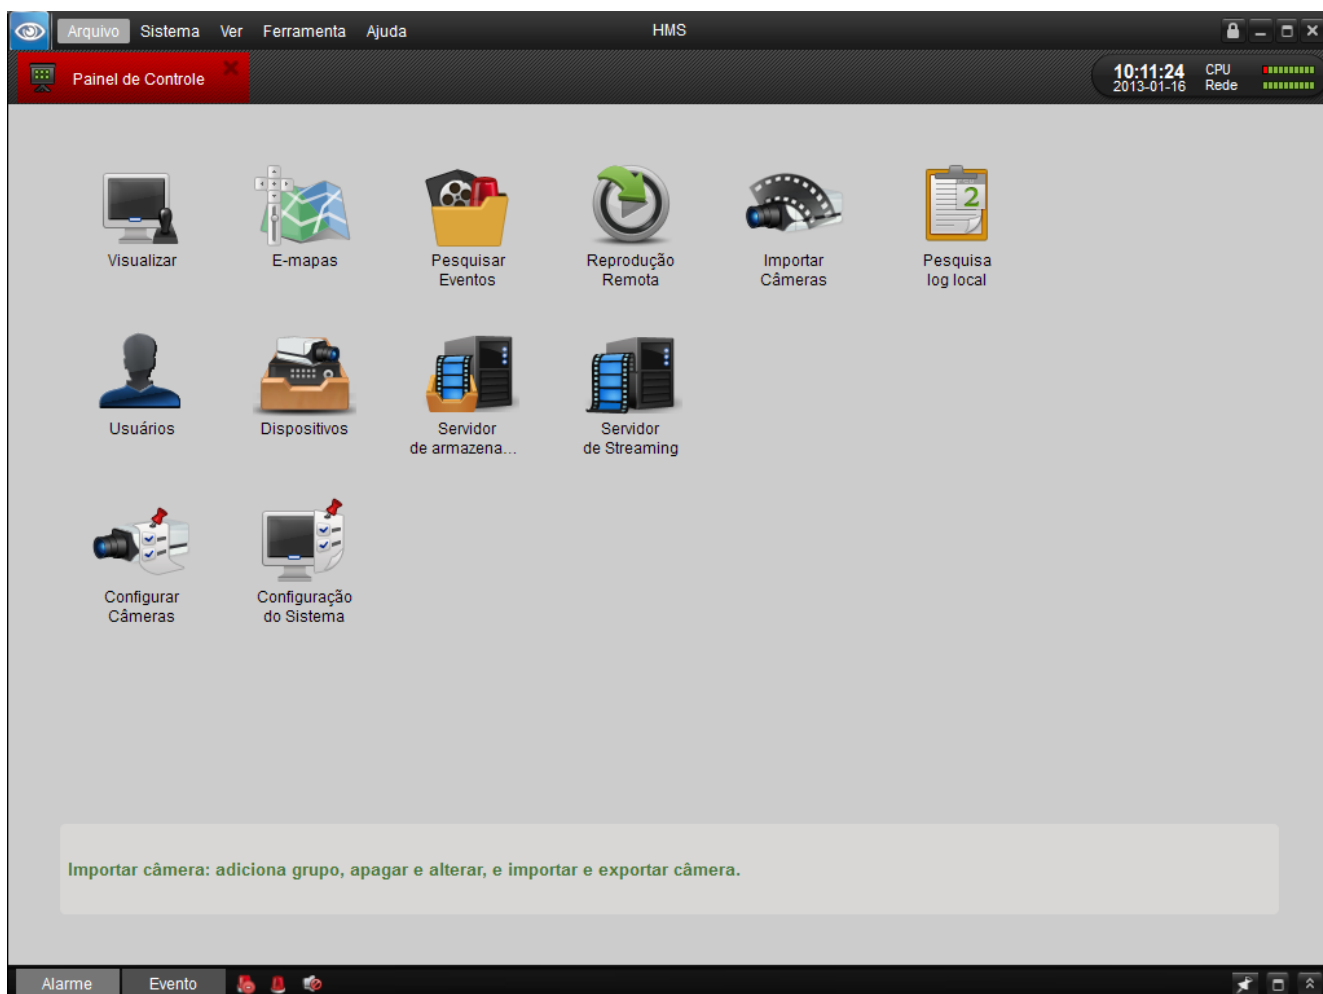 Arquivo Sistema Ver Ferramenta Ajuda HMS
Painel de Controle 10:11:24 CPU
2013-01-16 Rede
Visualizar
E-mapas
Pesquisar
Eventos
Reprodução
Remota
Importar
Câmeras
2
Pesquisa
log local
Usuários
Dispositivos
Servidor
de armazena...
Servidor
de Streaming
Configurar
Câmeras
Configuração
do Sistema
Importar câmera: adiciona grupo, apagar e alterar, e importar e exportar câmera.
Alarme Evento